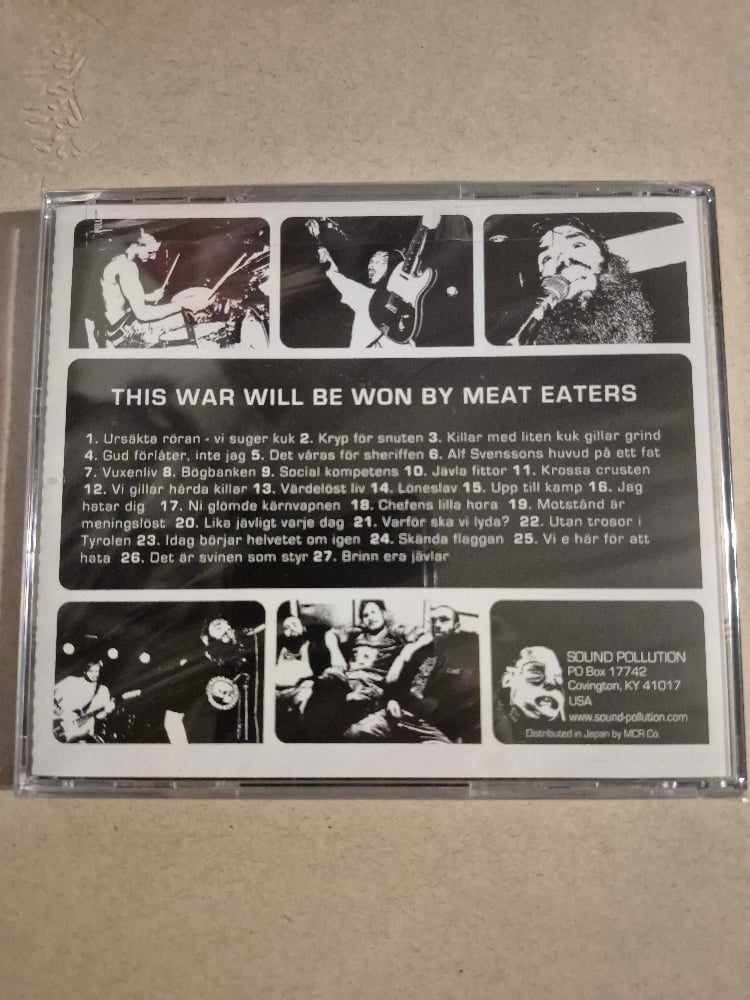 THIS WAR WILL BE WON BY MEAT EATERS
1. Ursäkta röran - vi suger kuk 2. Kryp för snuten 3. Killar med liten kuk gillar grind
4. Gud förlåter, inte jag 5. Det våras för sheriffen 6. Alf Svenssons huvud på ett fat
7. Vuxenliv 8. Bögbanken 9. Social kompetens 10. Jävla fittor 11. Krossa crusten
12. Vi gillar hårda killar 13. Värdelöst liv 14. Löneslav 15. Upp till kamp 16. Jag
hatar dig 17. Ni glömde kärnvapnen 18. Chefens lilla hora 19. Motstånd är
meningslöst 20. Lika jävligt varje dag 21. Varför ska vi lyda? 22. Utan trosor i
Tyrolen 23. Idag börjar helvetet om igen 24. Skända flaggan 25. Vi e här för att
hata 26. Det är svinen som styr 27. Brinn era jävlar
SOUND POLLUTION
PO Box 17742
Covington, KY 41017
USA
www.sound-pollution.com
Distributed in Japan by MCR Co.